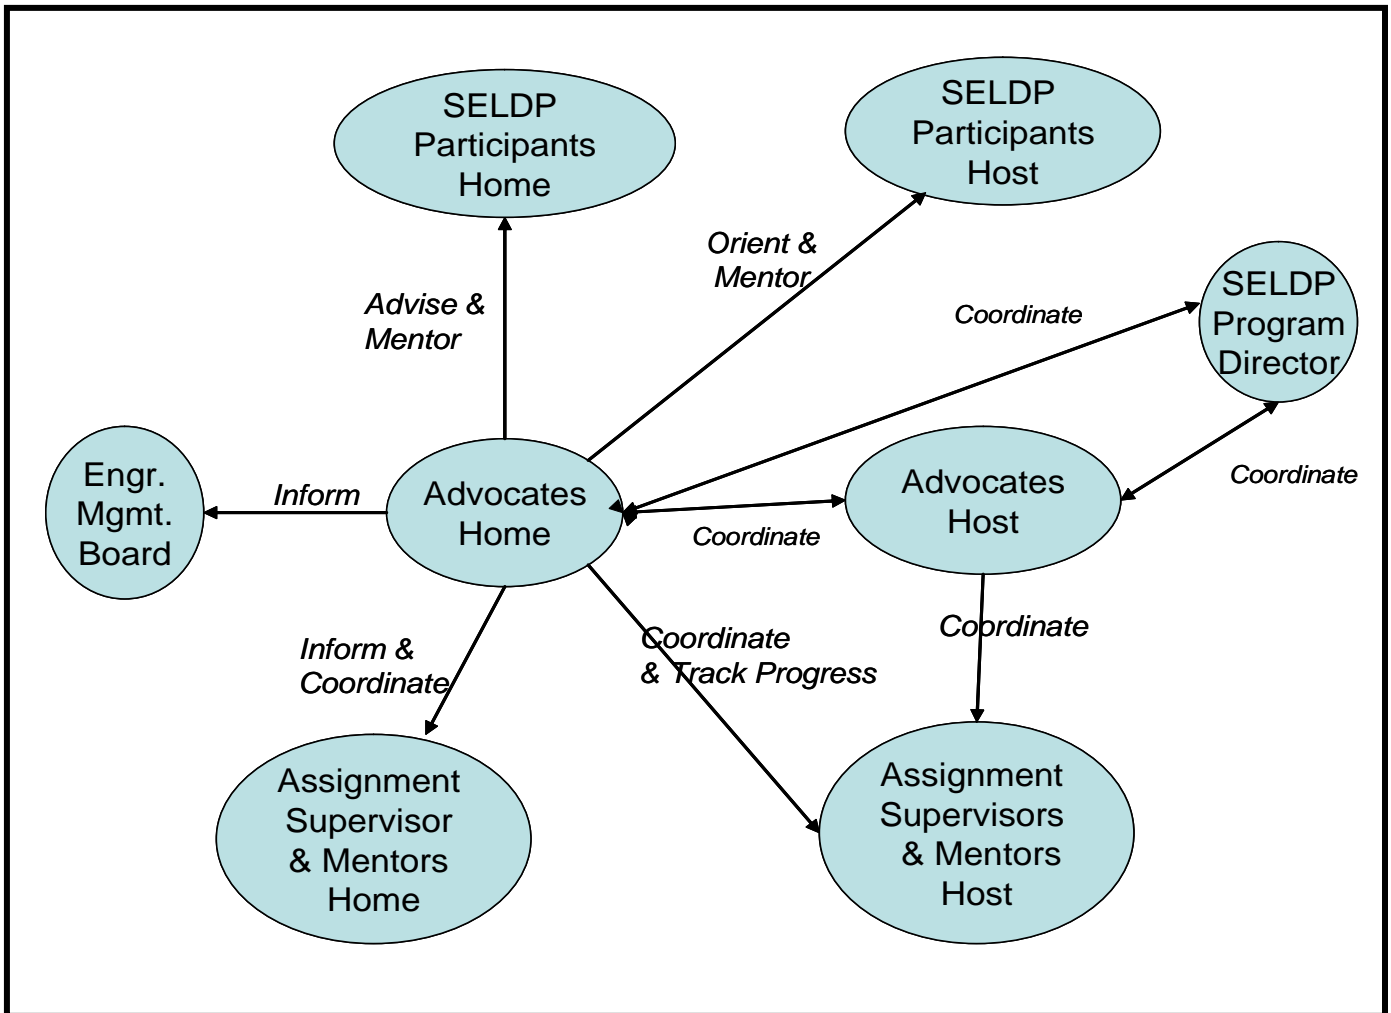 SELDP
Participants
Home
SELDP
Participants
Host
Orient &
Mentor
SELDP
Program
Director
Advise &
Mentor
Coordinate
Engr.
Mgmt.
Board
Inform
Advocates
Home
Coordinate
Advocates
Host
Coordinate
Inform &
Coordinate
Coordinate
& Track Progress
Coordinate
Assignment
Supervisor
& Mentors
Home
Assignment
Supervisors
& Mentors
Host